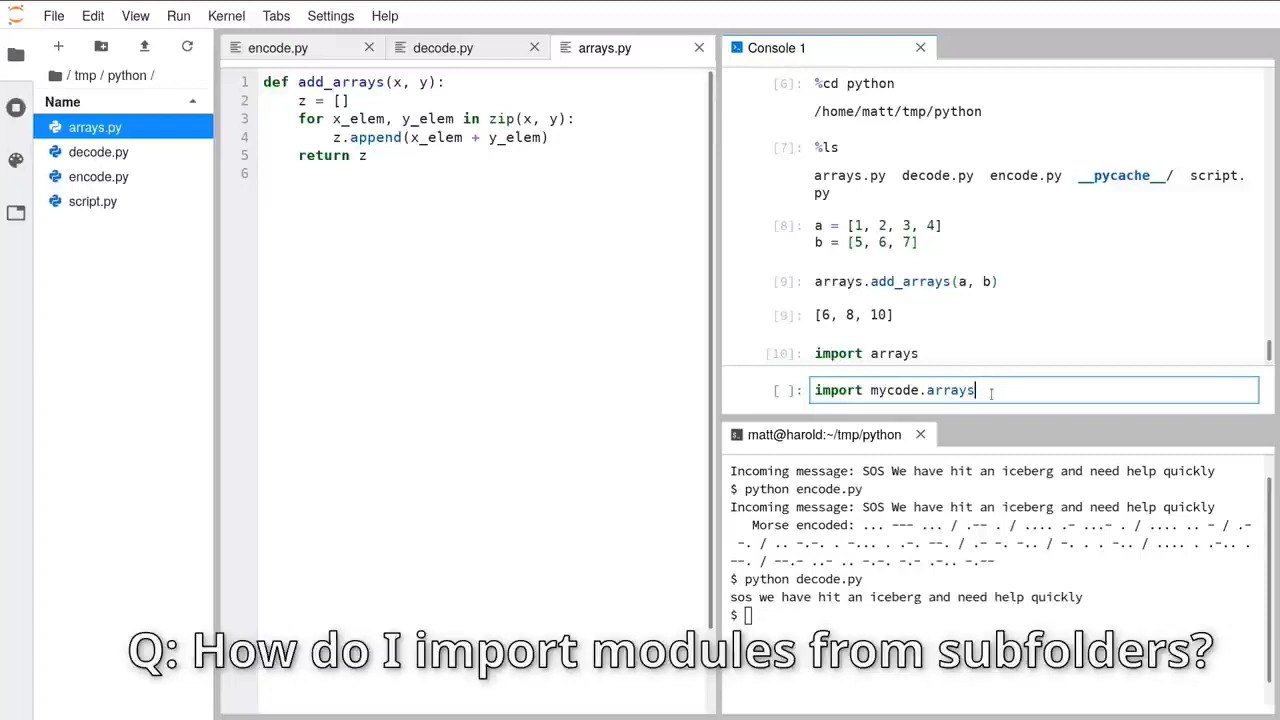 File Edit View Run Kernel Tabs Settings Help
/ tmp / python /
Name
arrays.py
decode.py
encode.py
script.py
encode.py
decode.py
arrays.py
1 def add_arrays(x, y):
2 z = []
3 for x_elem, y_elem in zip(x, y):
4 z.append(x_elem + y_elem)
5 return z
6
Console 1
[6]: %cd python
/home/matt/tmp/python
[7]: %ls
arrays.py decode.py encode.py __pycache__/ script.
py
[8]: a = [1, 2, 3, 4]
b = [5, 6, 7]
[9]: arrays.add_arrays(a, b)
[9]: [6, 8, 10]
[10]: import arrays
[ ]: import mycode.arrays
matt@harold:~/tmp/python
Incoming message: SOS We have hit an iceberg and need help quickly
$ python encode.py
Incoming message: SOS We have hit an iceberg and need help quickly
Morse encoded: ... --- ... / .-- . / .... .- ...- . / .... .. - / .-
-. / .. -.-. . -... . .-. --. / .- -. -.. / -. . . -.. / .... . .-.. .
--. / --.- ..- .. -.-. -.- .-.. -.--
$ python decode.py
sos we have hit an iceberg and need help quickly
$
Q: How do I import modules from subfolders?